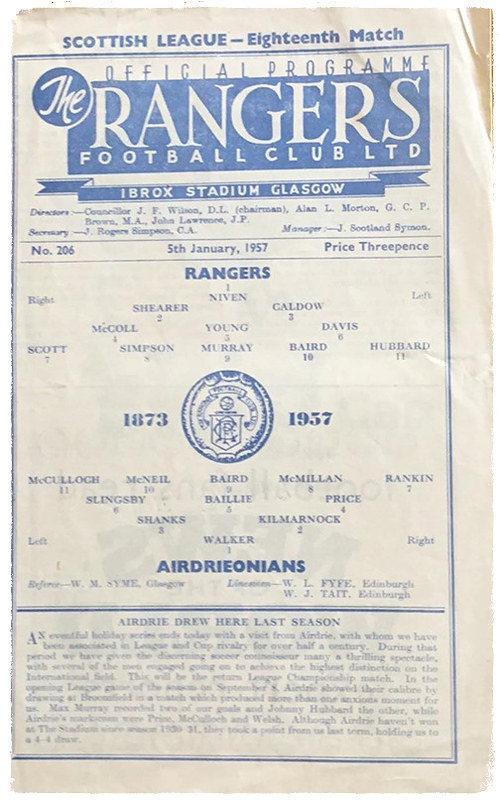 SCOTTISH LEAGUE – Eighteenth Match
OFFICIAL PROGRAMME
The RANGERS
FOOTBALL CLUB LTD
IBROX STADIUM GLASGOW
Directors:—Councillor J. F. Wilson, D.L. (chairman), Alan L. Morton, G. C. P.
Brown, M.A., John Lawrence, J.P.
Secretary:—J. Rogers Simpson, C.A. Manager:—J. Scotland Symon.
No. 206 5th January, 1957 Price Threepence
RANGERS
1
Right NIVEN Left
SHEARER CALDOW
2 3
McCOLL YOUNG DAVIS
4 5 6
SCOTT SIMPSON MURRAY BAIRD HUBBARD
7 8 9 10 11
1873 1957
McCULLOCH McNEIL BAIRD McMILLAN RANKIN
11 10 9 8 7
SLINGSBY BAILLIE PRICE
6 5 4
SHANKS KILMARNOCK
3 2
Left WALKER Right
1
AIRDRIEONIANS
Referee—W. M. SYME, Glasgow Linesmen—W. L. FYFE, Edinburgh
W. J. TAIT, Edinburgh
AIRDRIE DREW HERE LAST SEASON
AN eventful holiday series ends today with a visit from Airdrie, with whom we have
been associated in League and Cup rivalry for over half a century. During that
period we have given the discerning soccer connoisseur many a thrilling spectacle,
with several of the men engaged going on to achieve the highest distinction on the
International field. This will be the return League Championship match. In the
opening League game of the season on September 8, Airdrie showed their calibre by
drawing at Broomfield in a match which produced more than one anxious moment for
us. Max Murray recorded two of our goals and Johnny Hubbard the other, while
Airdrie's marksmen were Price, McCulloch and Welsh. Although Airdrie haven't won
at The Stadium since season 1930-31, they took a point from us last term, holding us to
a 4-4 draw.